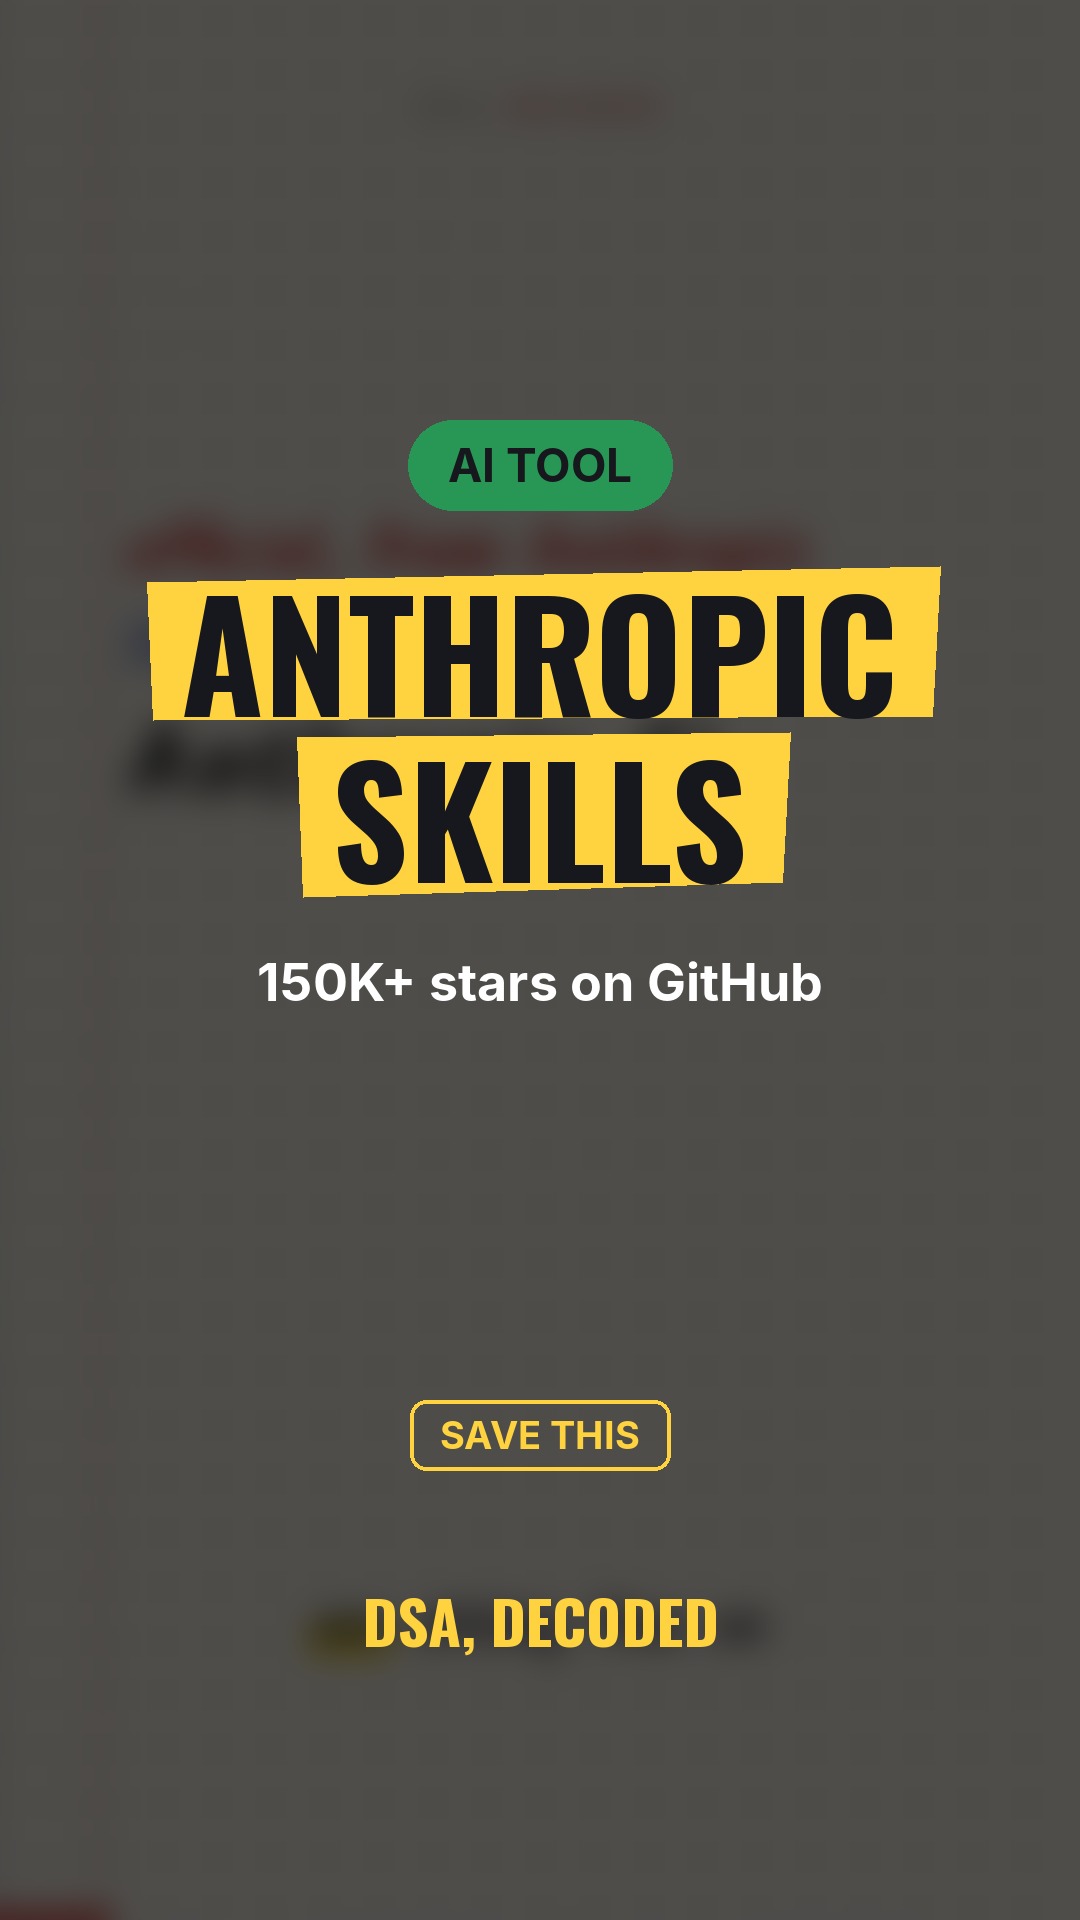 AI TOOL
ANTHROPIC
SKILLS
150K+ stars on GitHub
SAVE THIS
DSA, DECODED